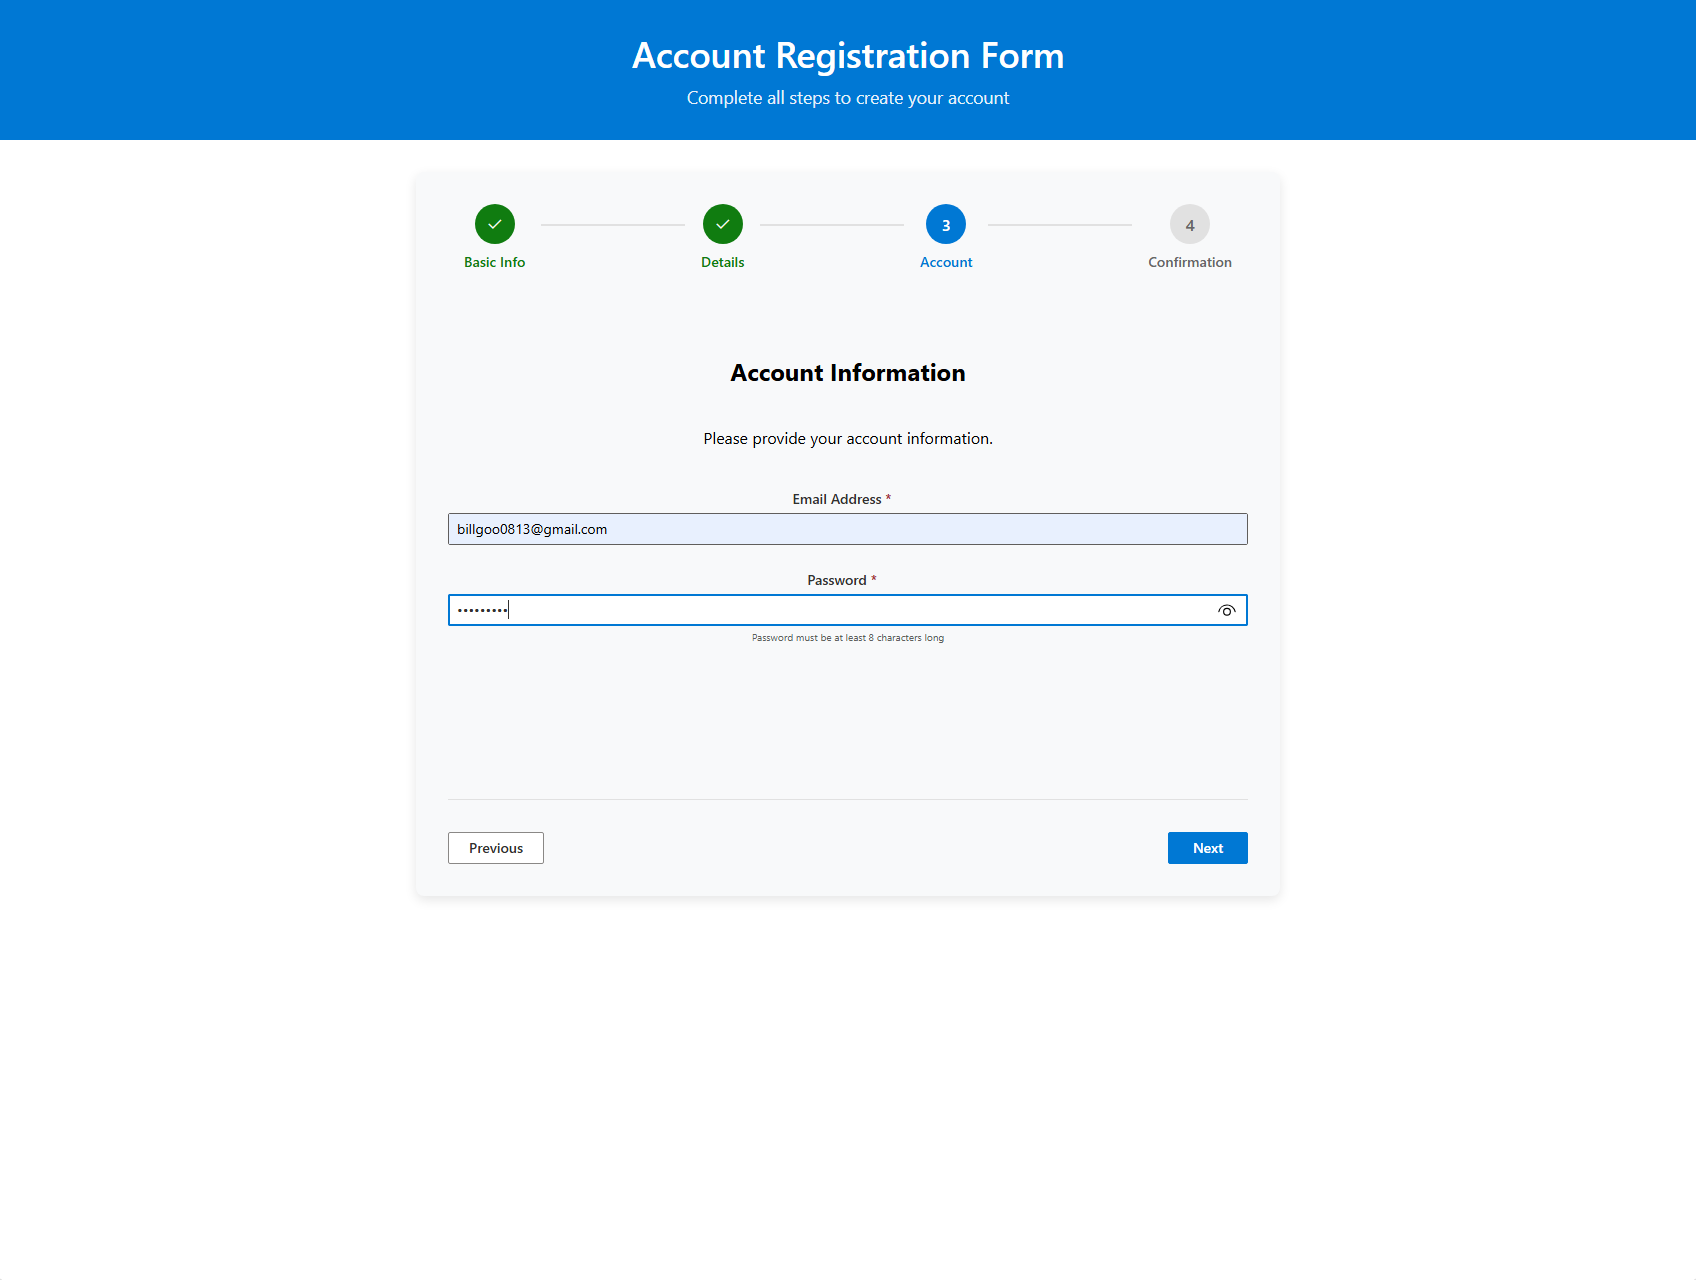 Account Registration Form
Complete all steps to create your account
3
4
Basic Info
Details
Account
Confirmation
Account Information
Please provide your account information.
Email Address *
billgoo0813@gmail.com
Password *
•••••••••
Password must be at least 8 characters long
Previous
Next